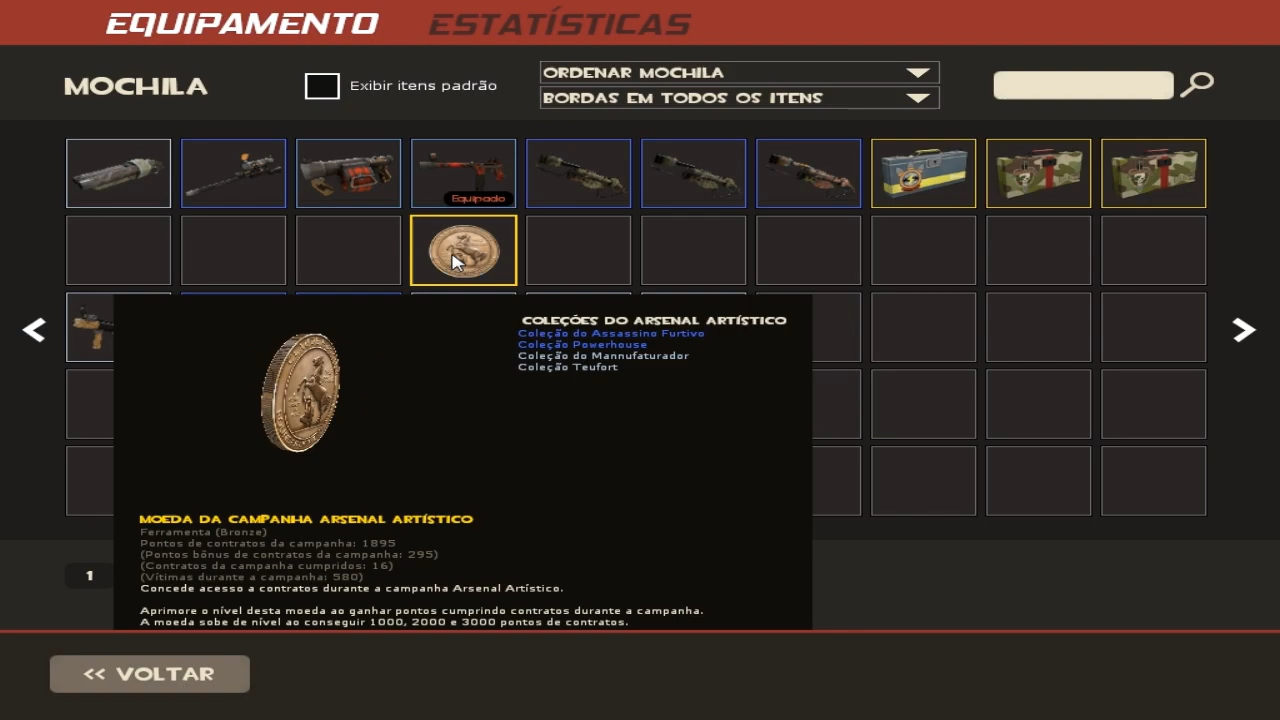 EQUIPAMENTO ESTATÍSTICAS
MOCHILA
Exibir itens padrão
ORDENAR MOCHILA
BORDAS EM TODOS OS ITENS
Equipado
COLEÇÕES DO ARSENAL ARTÍSTICO
Coleção do Assassino Furtivo
Coleção Powerhouse
Coleção do Mannufaturador
Coleção Teufort
MOEDA DA CAMPANHA ARSENAL ARTÍSTICO
Ferramenta (Bronze)
Pontos de contratos da campanha: 1895
(Pontos bônus de contratos da campanha: 295)
(Contratos da campanha cumpridos: 16)
(Vítimas durante a campanha: 580)
Concede acesso a contratos durante a campanha Arsenal Artístico.
Aprimore o nível desta moeda ao ganhar pontos cumprindo contratos durante a campanha.
A moeda sobe de nível ao conseguir 1000, 2000 e 3000 pontos de contratos.
1
<< VOLTAR